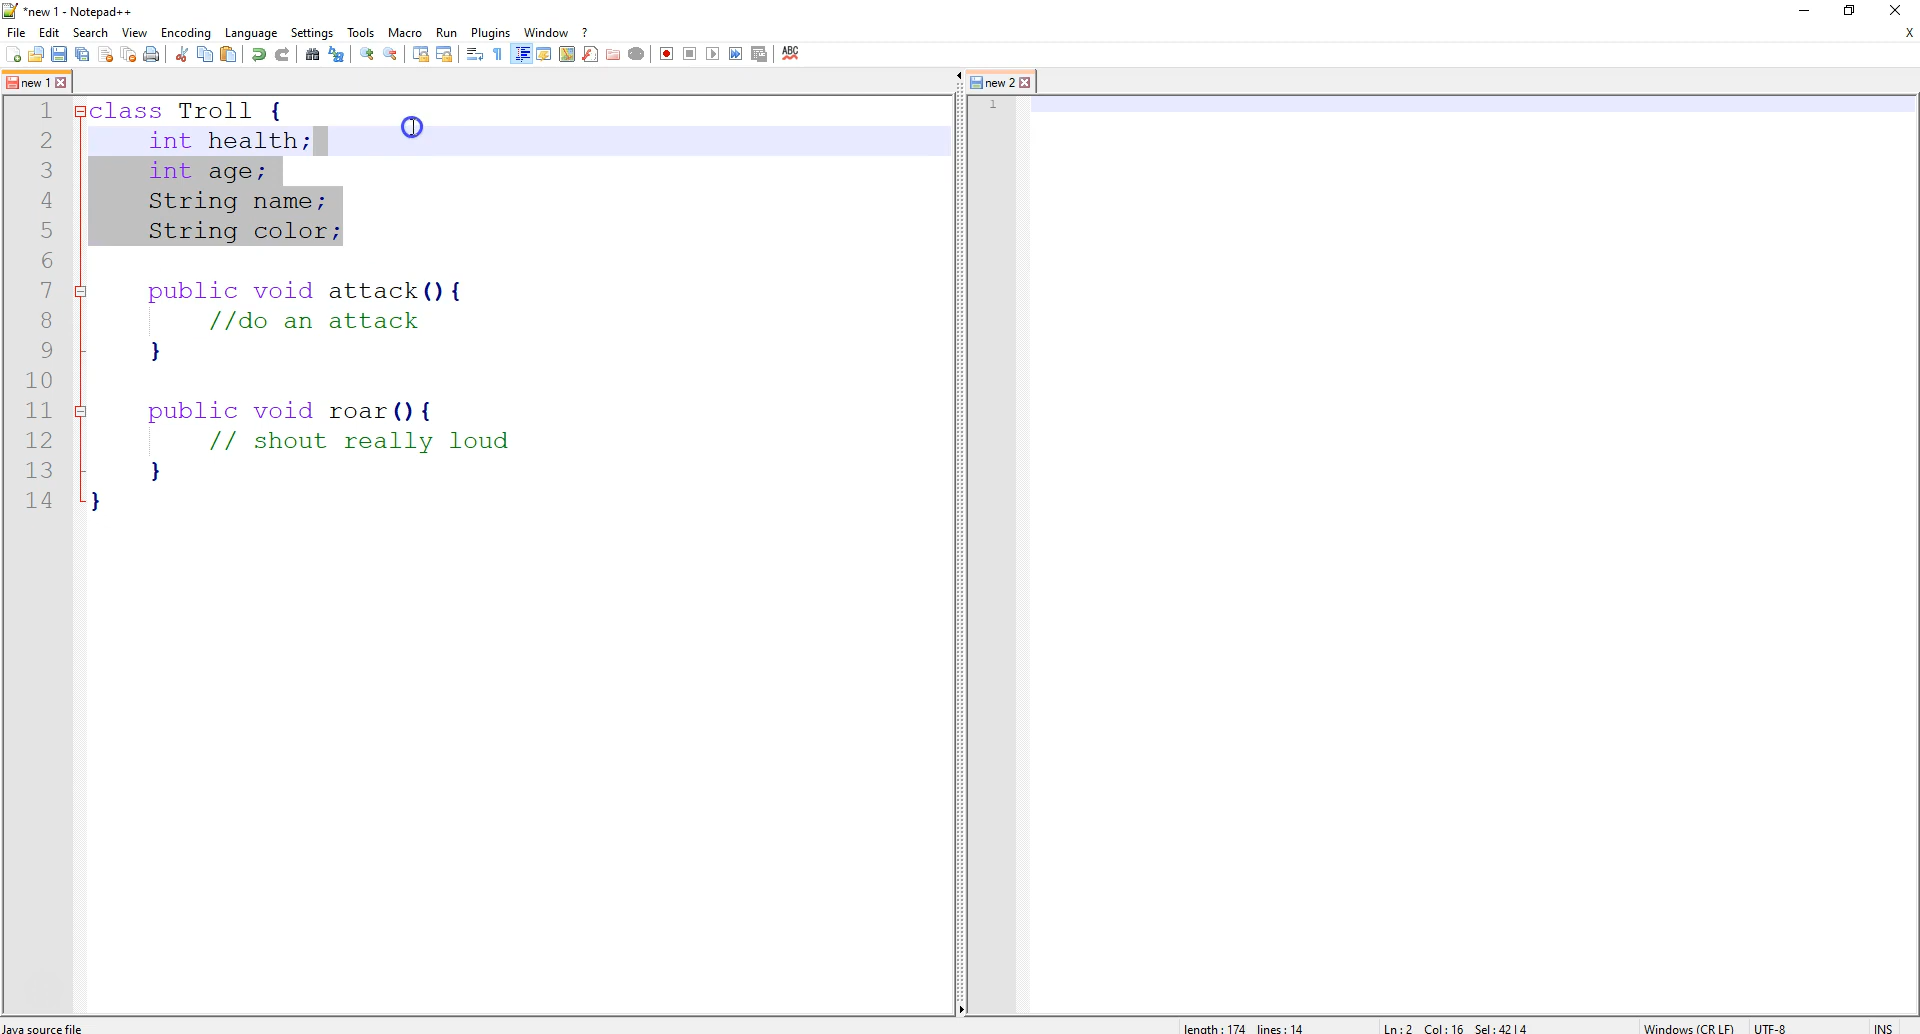 *new 1 - Notepad++
File Edit Search View Encoding Language Settings Tools Macro Run Plugins Window ? X
ABC
new 1
new 2
1 class Troll {
2 int health;
3 int age;
4 String name;
5 String color;
6
7 public void attack(){
8 //do an attack
9 }
10
11 public void roar(){
12 // shout really loud
13 }
14 }
1
Java source file length : 174 lines : 14 Ln : 2 Col : 16 Sel : 42 | 4 Windows (CR LF) UTF-8 INS